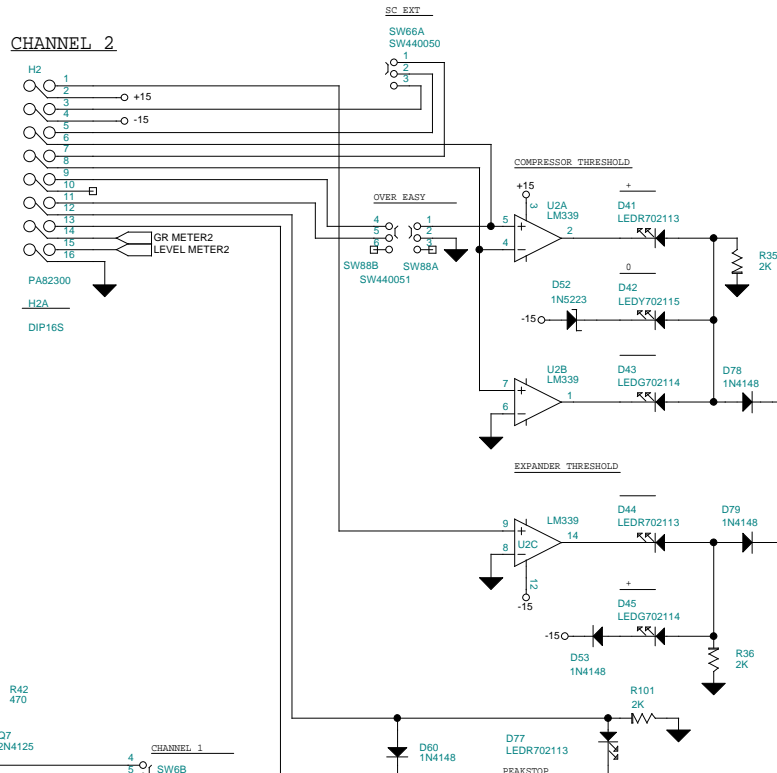 SC EXT
SW66A
SW440050
1
2
3
CHANNEL 2
H2
1
2
3
4
5
6
7
8
9
10
11
12
13
14
15
16
+15
-15
GR METER2
LEVEL METER2
PA82300
H2A
DIP16S
OVER EASY
4
5
6
1
2
3
SW88B
SW88A
SW440051
COMPRESSOR THRESHOLD
+15
3
U2A
LM339
5
4
2
+
-
+
D41
LEDR702113
R35
2K
0
D52
1N5223
-15
D42
LEDY702115
U2B
LM339
7
6
1
+
-
D43
LEDG702114
D78
1N4148
EXPANDER THRESHOLD
9
8
LM339
14
U2C
+
-
12
-15
D44
LEDR702113
D79
1N4148
+
D45
LEDG702114
-15
D53
1N4148
R36
2K
R101
2K
R42
470
Q7
2N4125
CHANNEL 1
4
5
SW6B
D60
1N4148
D77
LEDR702113
PEAKSTOP